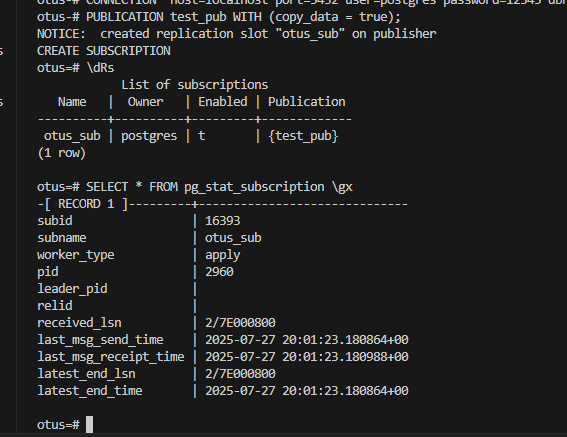 otus=# CONNECTION 'host=localhost port=5432 user=postgres password=12345
otus=# PUBLICATION test_pub WITH (copy_data = true);
NOTICE:  created replication slot "otus_sub" on publisher
CREATE SUBSCRIPTION
otus=# \dRs
            List of subscriptions
   Name   |  Owner   | Enabled | Publication
----------+----------+---------+-------------
 otus_sub | postgres | t       | {test_pub}
(1 row)
otus=# SELECT * FROM pg_stat_subscription \gx
-[ RECORD 1 ]---------+------------------------------
subid                 | 16393
subname               | otus_sub
worker_type           | apply
pid                   | 2960
leader_pid            |
relid                 |
received_lsn          | 2/7E000800
last_msg_send_time    | 2025-07-27 20:01:23.180864+00
last_msg_receipt_time | 2025-07-27 20:01:23.180988+00
latest_end_lsn        | 2/7E000800
latest_end_time       | 2025-07-27 20:01:23.180864+00
otus=#